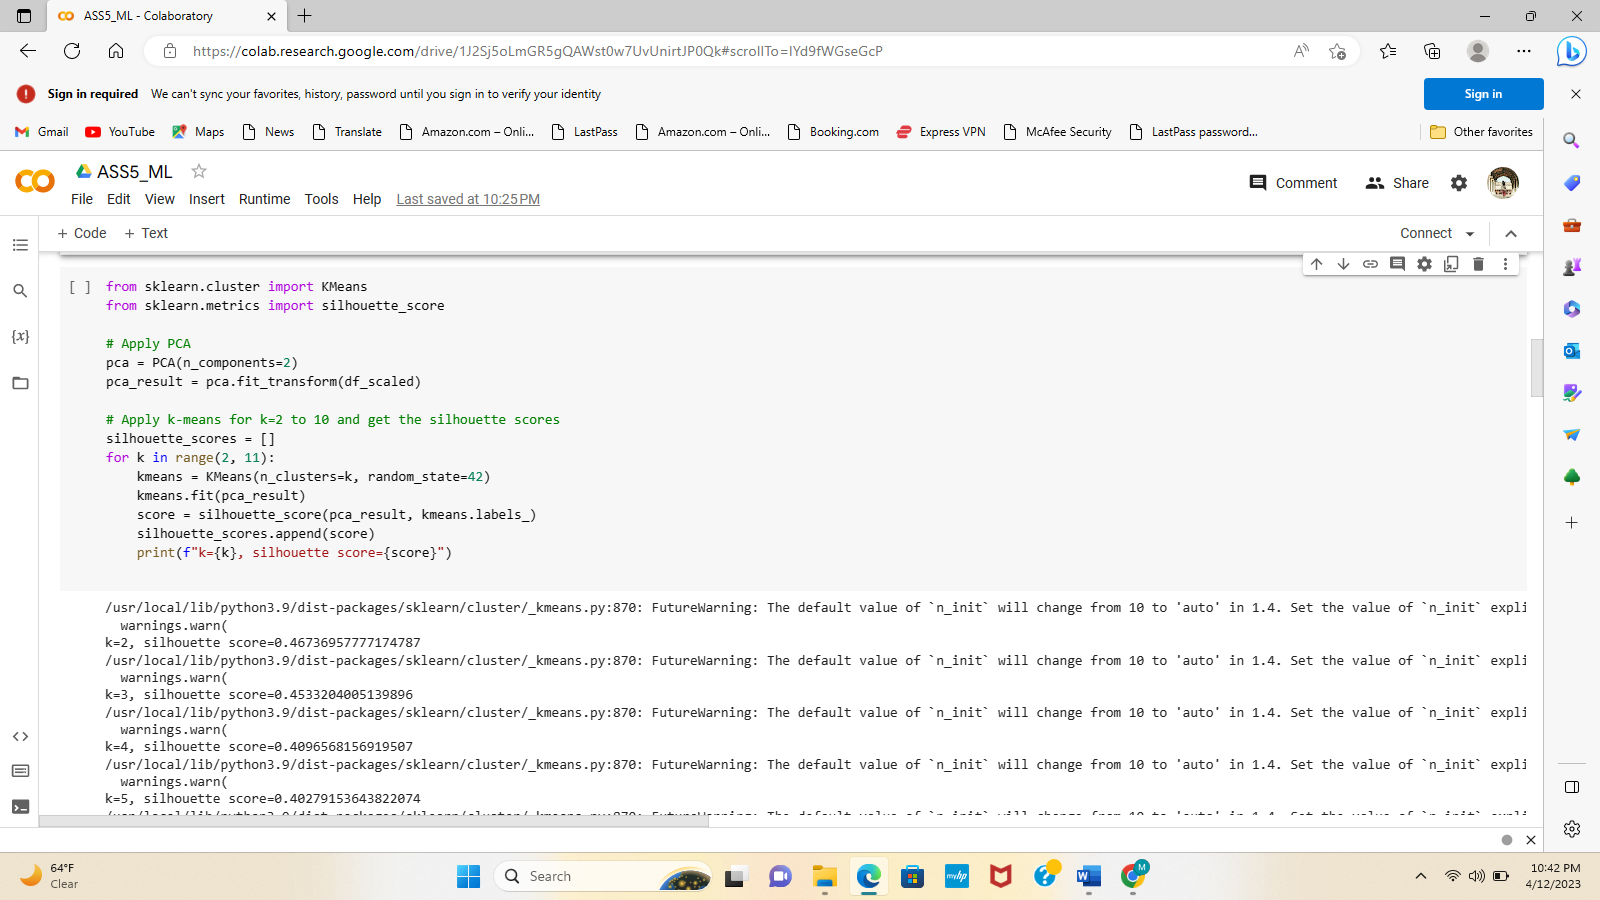 ASS5_ML - Colaboratory
https://colab.research.google.com/drive/1J2Sj5oLmGR5gQAWst0w7UvUnirtJP0Qk#scrollTo=IYd9fWGseGcP
Sign in required We can't sync your favorites, history, password until you sign in to verify your identity
Sign in
Gmail YouTube Maps News Translate Amazon.com – Onli... LastPass Amazon.com – Onli... Booking.com Express VPN McAfee Security LastPass password... Other favorites
ASS5_ML
Comment Share
File Edit View Insert Runtime Tools Help Last saved at 10:25 PM
+ Code + Text Connect
[ ] from sklearn.cluster import KMeans
from sklearn.metrics import silhouette_score
# Apply PCA
pca = PCA(n_components=2)
pca_result = pca.fit_transform(df_scaled)
# Apply k-means for k=2 to 10 and get the silhouette scores
silhouette_scores = []
for k in range(2, 11):
    kmeans = KMeans(n_clusters=k, random_state=42)
    kmeans.fit(pca_result)
    score = silhouette_score(pca_result, kmeans.labels_)
    silhouette_scores.append(score)
    print(f"k={k}, silhouette score={score}")
/usr/local/lib/python3.9/dist-packages/sklearn/cluster/_kmeans.py:870: FutureWarning: The default value of `n_init` will change from 10 to 'auto' in 1.4. Set the value of `n_init` expli
  warnings.warn(
k=2, silhouette score=0.46736957777174787
/usr/local/lib/python3.9/dist-packages/sklearn/cluster/_kmeans.py:870: FutureWarning: The default value of `n_init` will change from 10 to 'auto' in 1.4. Set the value of `n_init` expli
  warnings.warn(
k=3, silhouette score=0.4533204005139896
/usr/local/lib/python3.9/dist-packages/sklearn/cluster/_kmeans.py:870: FutureWarning: The default value of `n_init` will change from 10 to 'auto' in 1.4. Set the value of `n_init` expli
  warnings.warn(
k=4, silhouette score=0.4096568156919507
/usr/local/lib/python3.9/dist-packages/sklearn/cluster/_kmeans.py:870: FutureWarning: The default value of `n_init` will change from 10 to 'auto' in 1.4. Set the value of `n_init` expli
  warnings.warn(
k=5, silhouette score=0.40279153643822074
64°F
Clear
Search
10:42 PM
4/12/2023